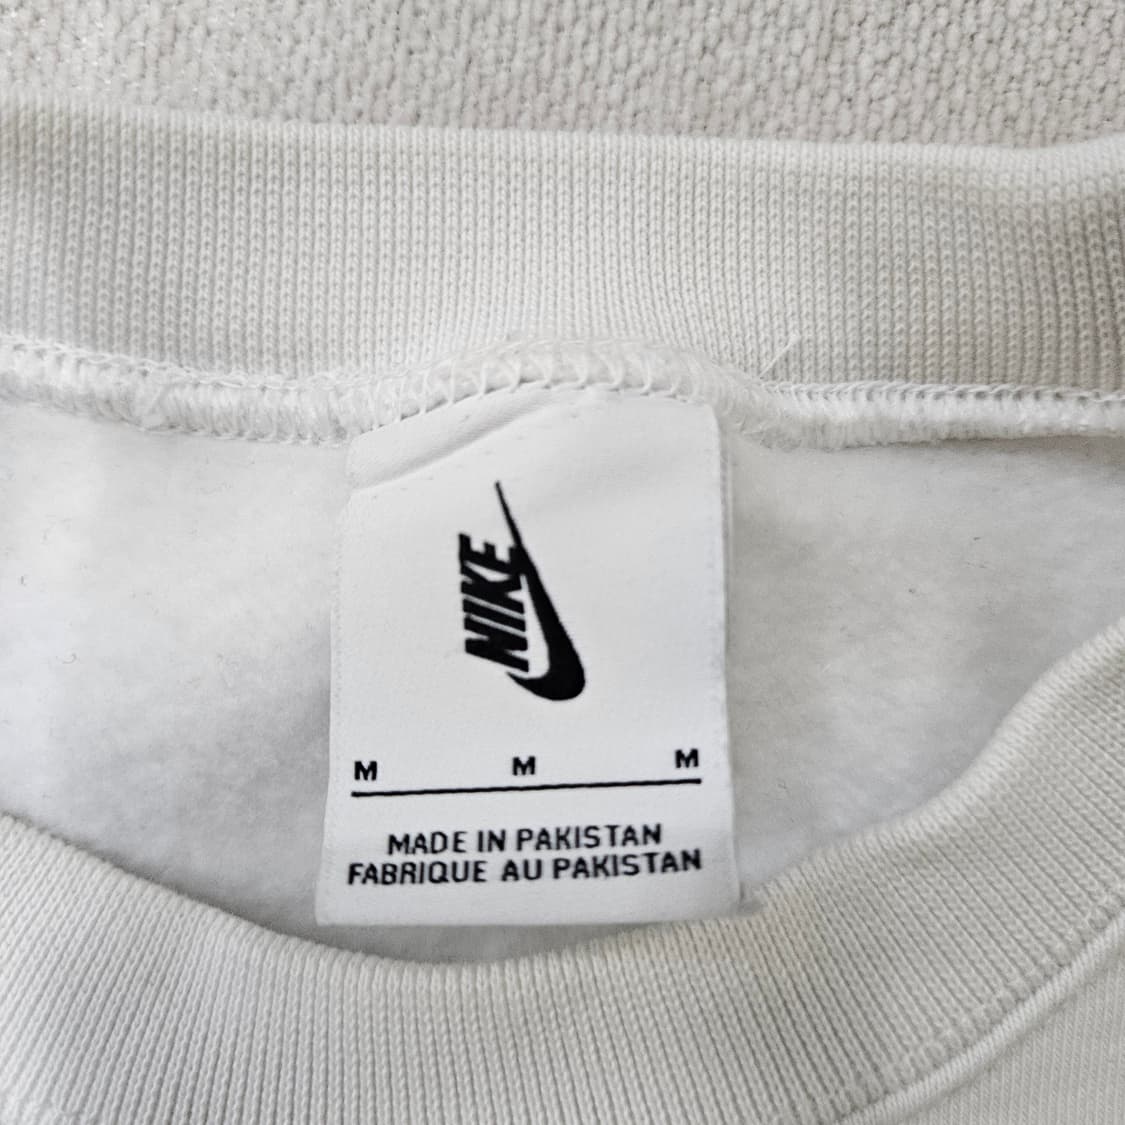 NIKE
M M M
MADE IN PAKISTAN
FABRIQUE AU PAKISTAN